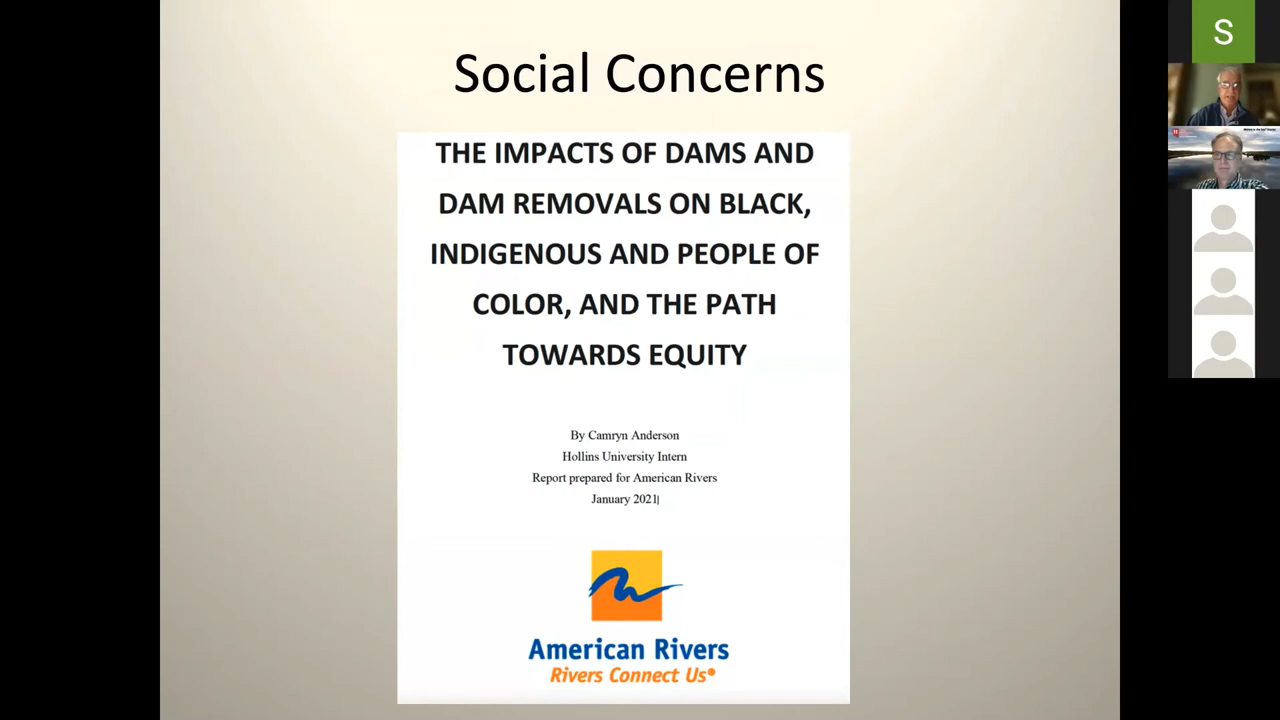 Social Concerns
THE IMPACTS OF DAMS AND
DAM REMOVALS ON BLACK,
INDIGENOUS AND PEOPLE OF
COLOR, AND THE PATH
TOWARDS EQUITY
By Camryn Anderson
Hollins University Intern
Report prepared for American Rivers
January 2021
American Rivers
Rivers Connect Us®
S